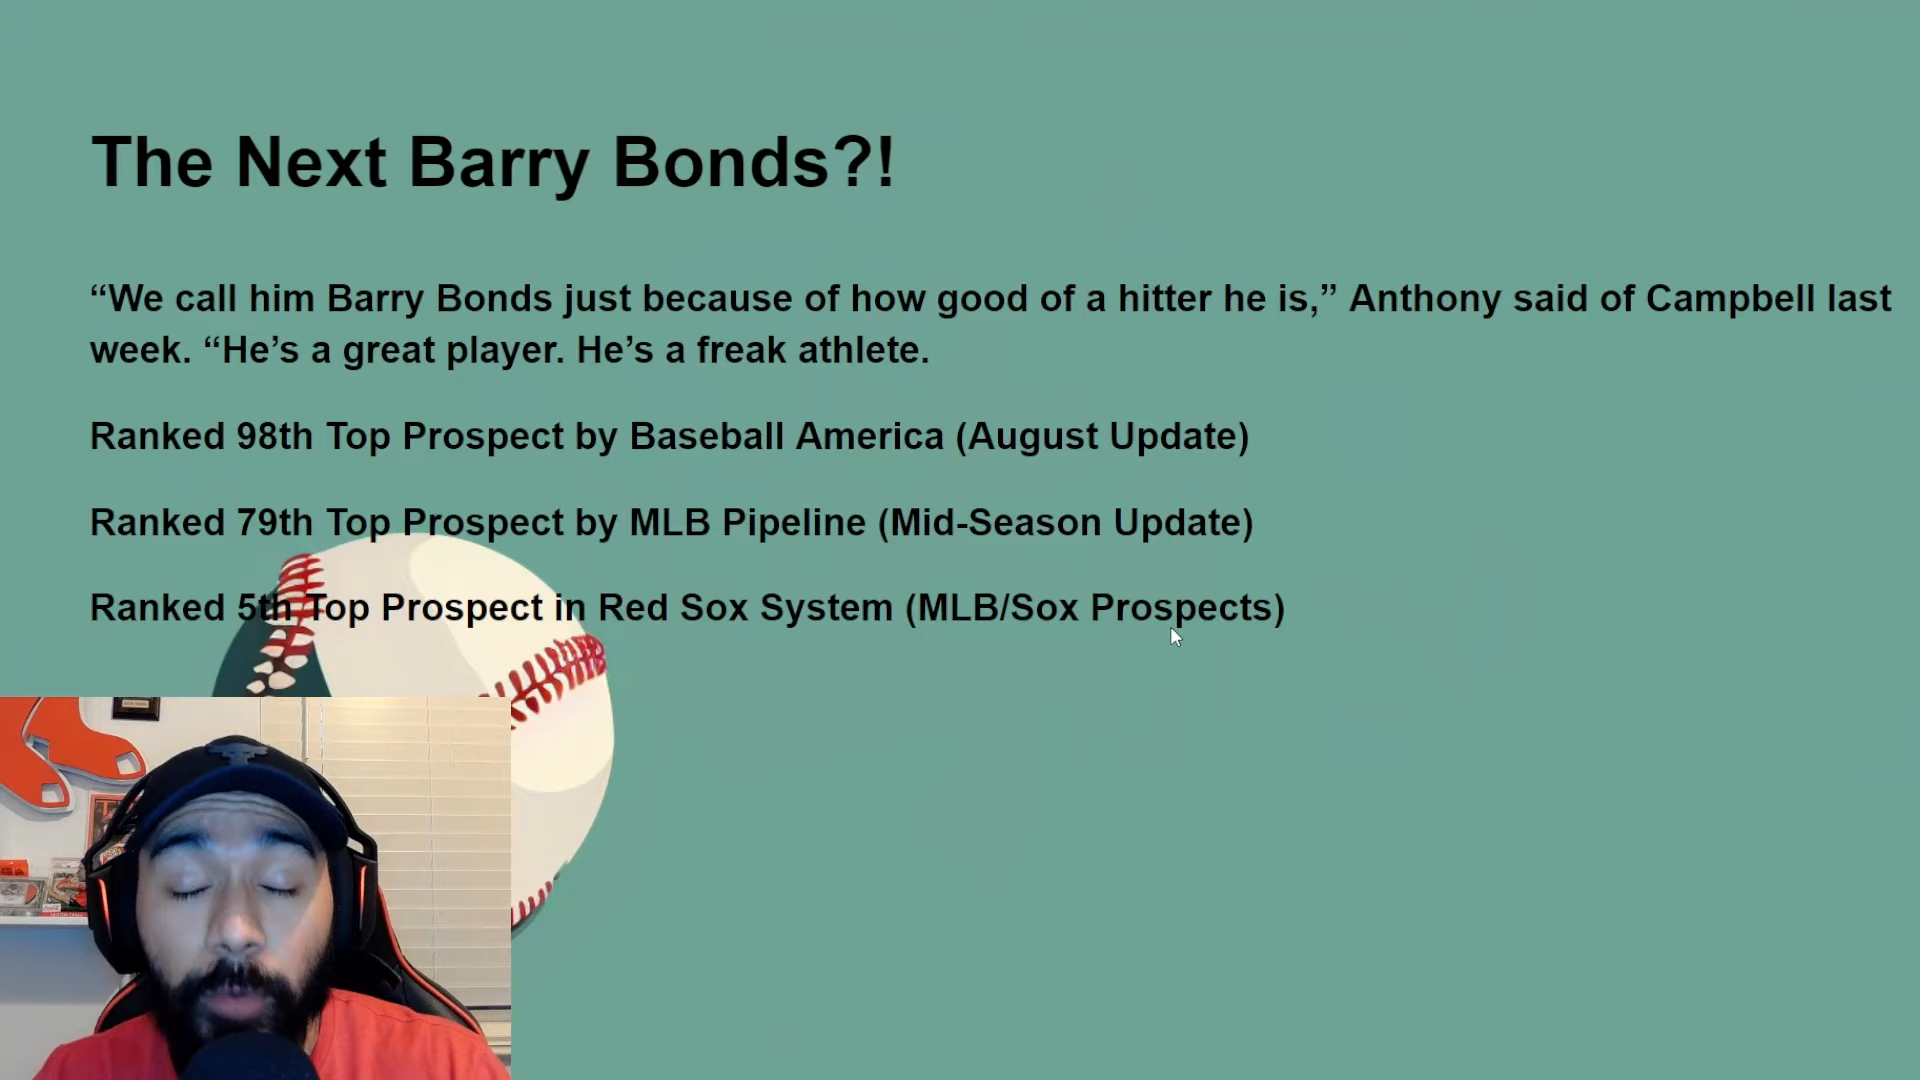 The Next Barry Bonds?!
“We call him Barry Bonds just because of how good of a hitter he is,” Anthony said of Campbell last
week. “He’s a great player. He’s a freak athlete.
Ranked 98th Top Prospect by Baseball America (August Update)
Ranked 79th Top Prospect by MLB Pipeline (Mid-Season Update)
Ranked 5th Top Prospect in Red Sox System (MLB/Sox Prospects)